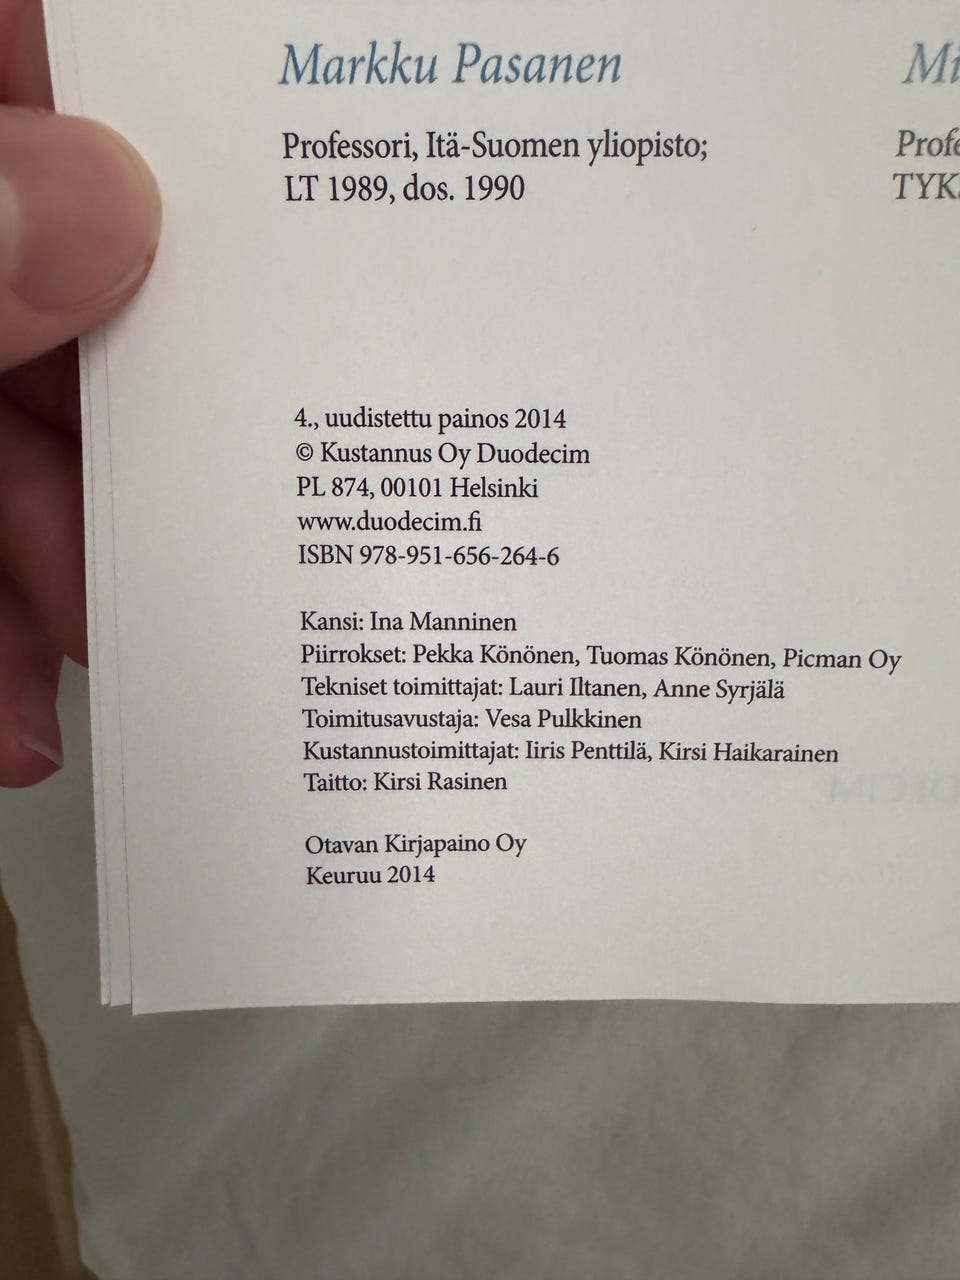 Markku Pasanen
Professori, Itä-Suomen yliopisto;
LT 1989, dos. 1990
4., uudistettu painos 2014
© Kustannus Oy Duodecim
PL 874, 00101 Helsinki
www.duodecim.fi
ISBN 978-951-656-264-6
Kansi: Ina Manninen
Piirrokset: Pekka Könönen, Tuomas Könönen, Picman Oy
Tekniset toimittajat: Lauri Iltanen, Anne Syrjälä
Toimitusavustaja: Vesa Pulkkinen
Kustannustoimittajat: Iiris Penttilä, Kirsi Haikarainen
Taitto: Kirsi Rasinen
Otavan Kirjapaino Oy
Keuruu 2014